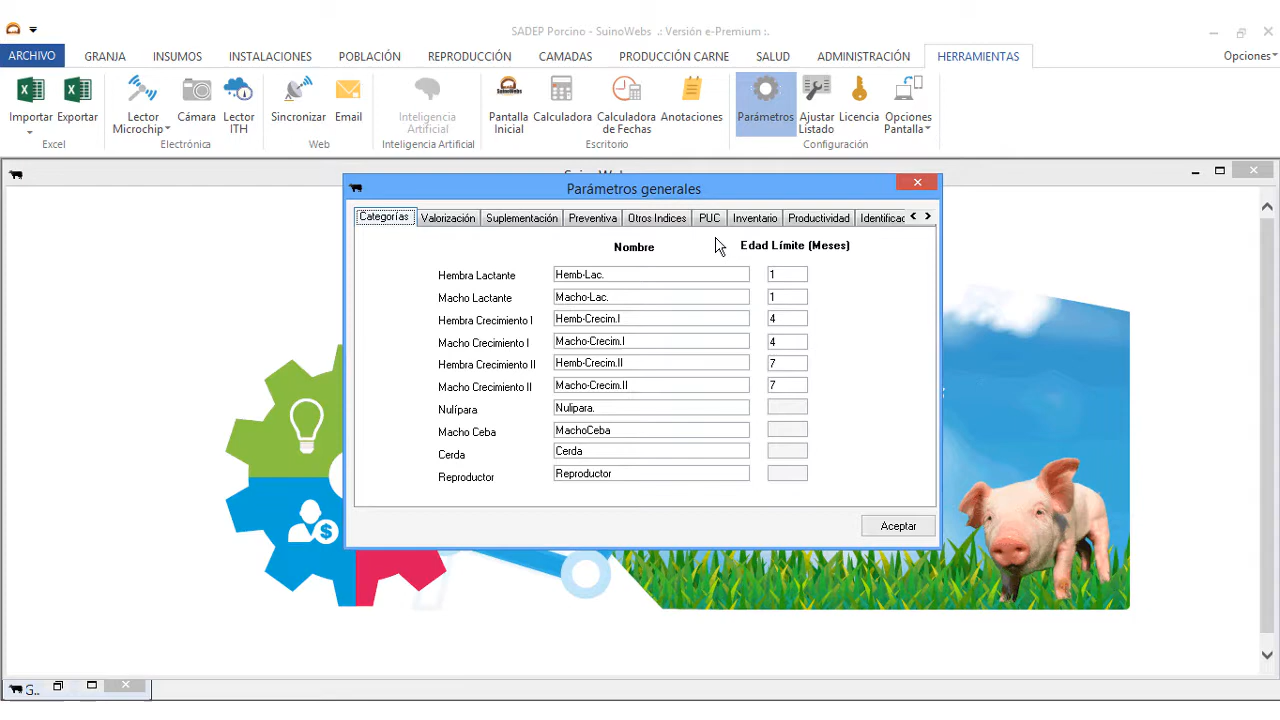 SADEP Porcino - SuinoWebs .: Versión e-Premium :.
ARCHIVO GRANJA INSUMOS INSTALACIONES POBLACIÓN REPRODUCCIÓN CAMADAS PRODUCCIÓN CARNE SALUD ADMINISTRACIÓN HERRAMIENTAS Opciones
Importar Exportar Lector Microchip Cámara Lector ITH Sincronizar Email Inteligencia Artificial Pantalla Inicial Calculadora Calculadora de Fechas Anotaciones Parámetros Ajustar Listado Licencia Opciones Pantalla
Excel Electrónica Web Inteligencia Artificial Escritorio Configuración
Parámetros generales
Categorías Valorización Suplementación Preventiva Otros Indices PUC Inventario Productividad Identificac
Nombre Edad Límite (Meses)
Hembra Lactante Hemb-Lac. 1
Macho Lactante Macho-Lac. 1
Hembra Crecimiento I Hemb-Crecim.I 4
Macho Crecimiento I Macho-Crecim.I 4
Hembra Crecimiento II Hemb-Crecim.II 7
Macho Crecimiento II Macho-Crecim.II 7
Nulípara Nulipara.
Macho Ceba MachoCeba
Cerda Cerda
Reproductor Reproductor
Aceptar
G..